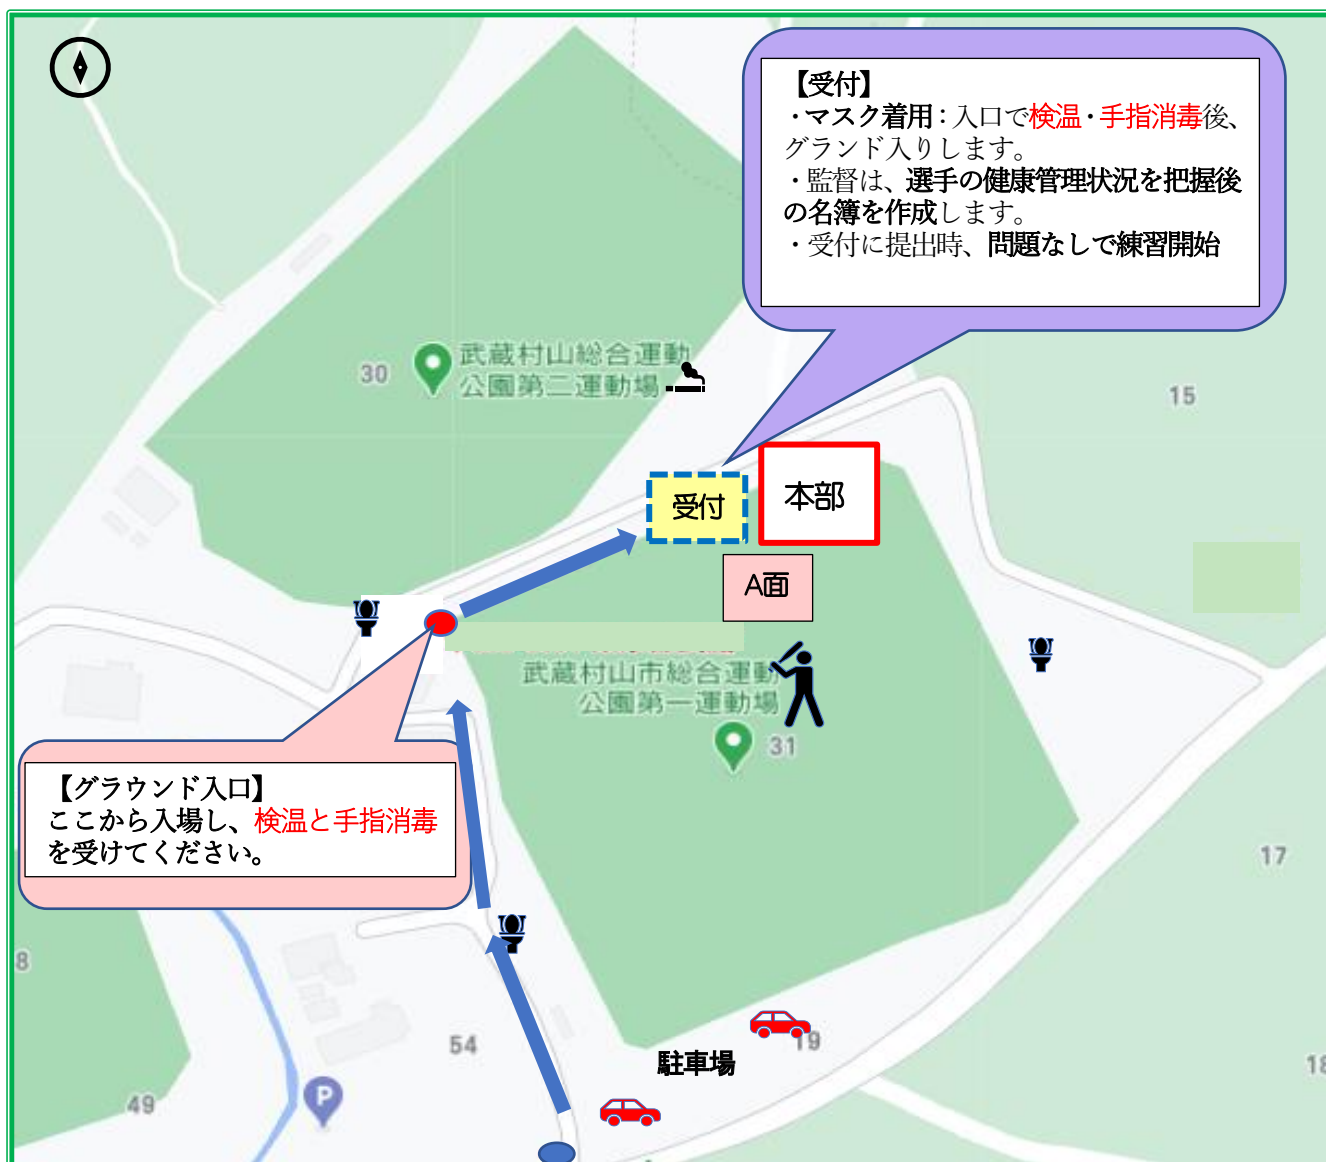 【受付】
・マスク着用：入口で検温・手指消毒後、
グランド入りします。
・監督は、選手の健康管理状況を把握後
の名簿を作成します。
・受付に提出時、問題なしで練習開始
武蔵村山総合運動
公園第二運動場
30
15
受付
本部
A面
武蔵村山市総合運動
公園第一運動場
31
【グラウンド入口】
ここから入場し、検温と手指消毒
を受けてください。
17
8
54
19
駐車場
18
49
P